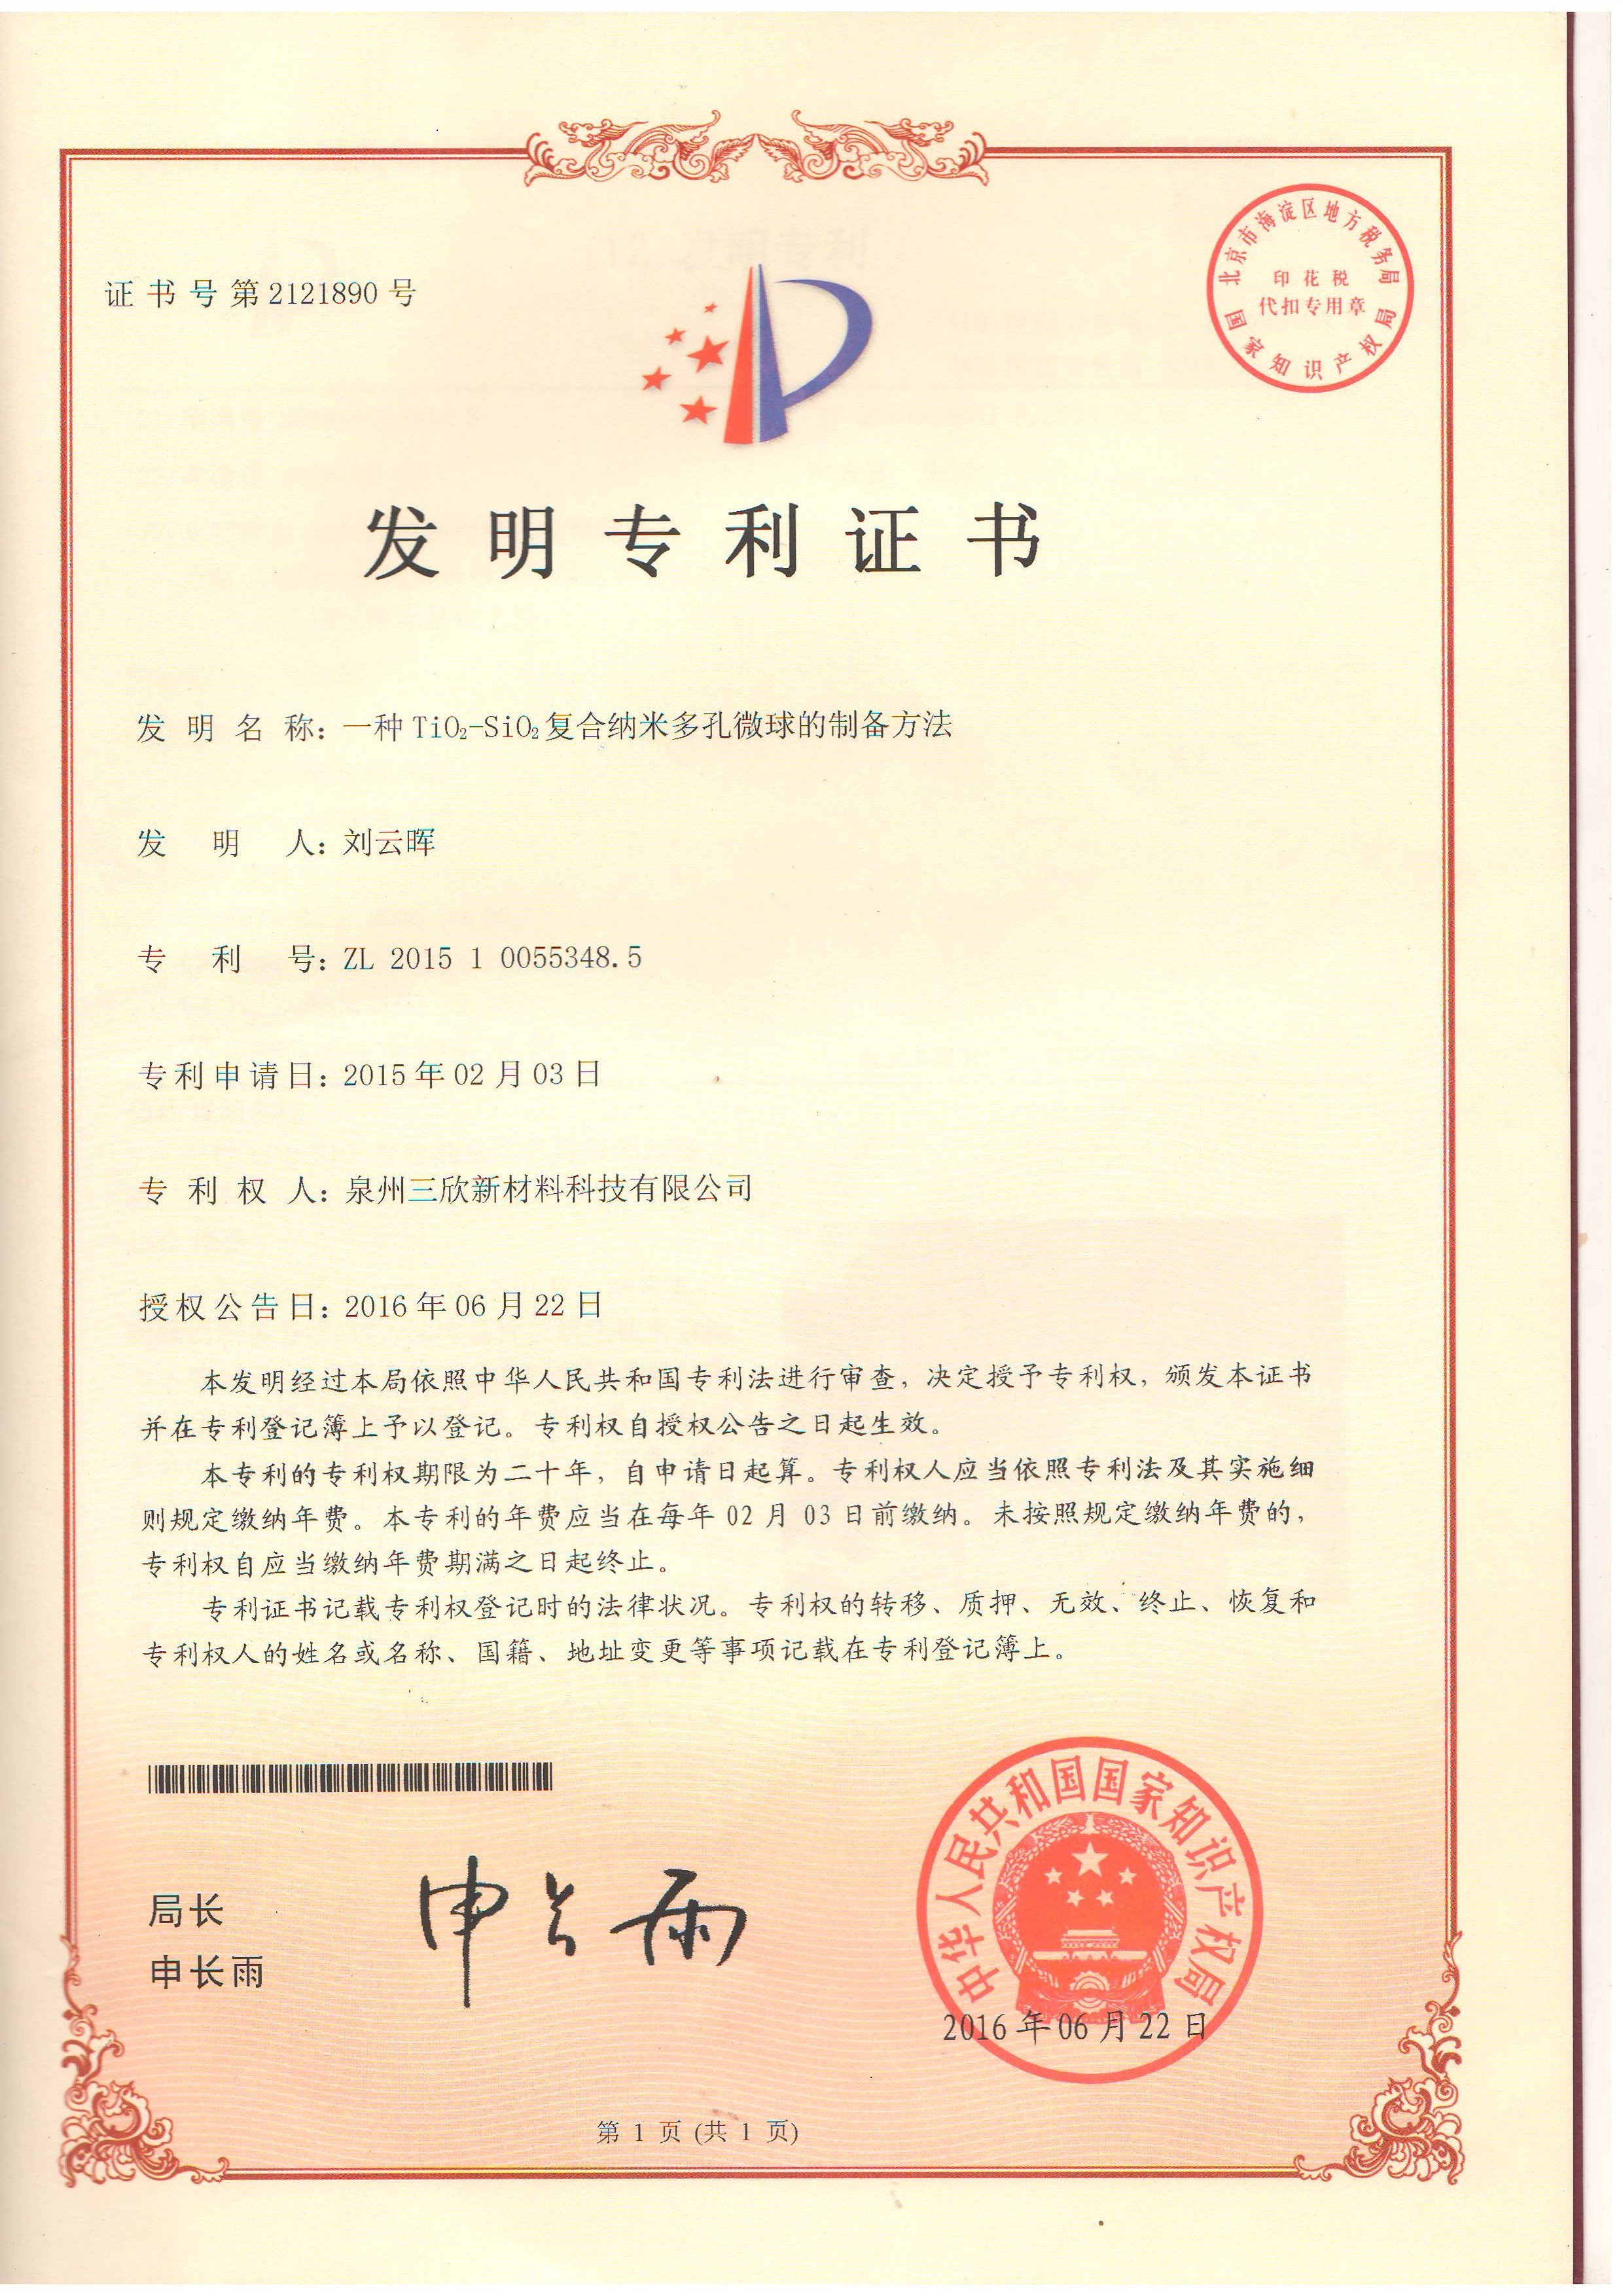 证书号第2121890号
北京市海淀区地方税务局
印花税
代扣专用章
国家知识产权局
发明专利证书
发明名称：一种TiO₂-SiO₂复合纳米多孔微球的制备方法
发明人：刘云晖
专利号：ZL 2015 1 0055348.5
专利申请日：2015年02月03日
专利权人：泉州三欣新材料科技有限公司
授权公告日：2016年06月22日
本发明经过本局依照中华人民共和国专利法进行审查，决定授予专利权，颁发本证书
并在专利登记簿上予以登记。专利权自授权公告之日起生效。
本专利的专利权期限为二十年，自申请日起算。专利权人应当依照专利法及其实施细
则规定缴纳年费。本专利的年费应当在每年02月03日前缴纳。未按照规定缴纳年费的，
专利权自应当缴纳年费期满之日起终止。
专利证书记载专利权登记时的法律状况。专利权的转移、质押、无效、终止、恢复和
专利权人的姓名或名称、国籍、地址变更等事项记载在专利登记簿上。
局长
申长雨
申长雨
中华人民共和国国家知识产权局
2016年06月22日
第 1 页 (共 1 页)